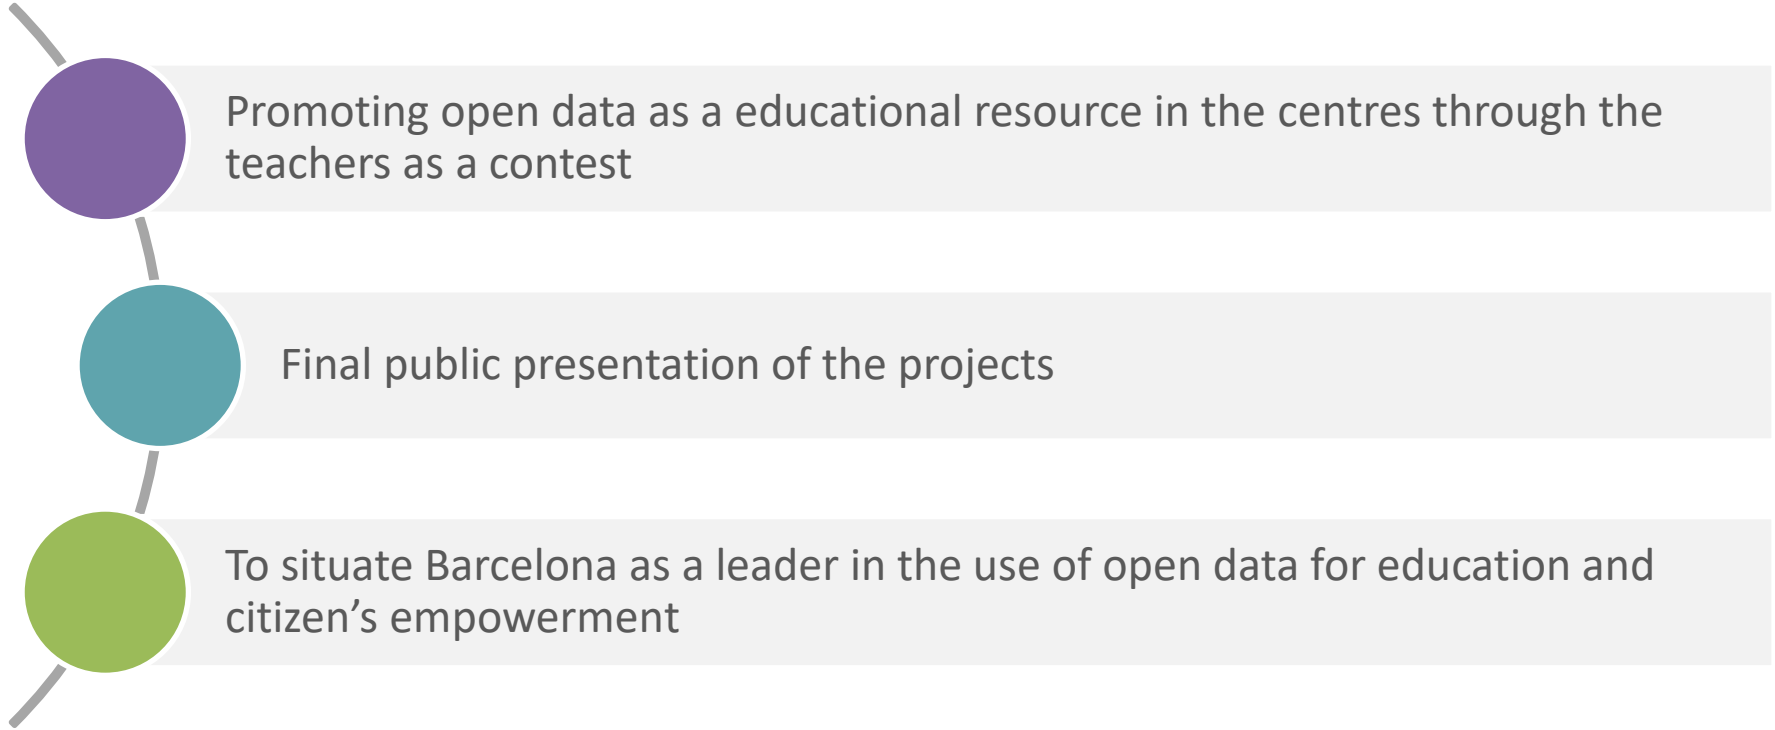 Promoting open data as a educational resource in the centres through the
teachers as a contest
Final public presentation of the projects
To situate Barcelona as a leader in the use of open data for education and
citizen’s empowerment